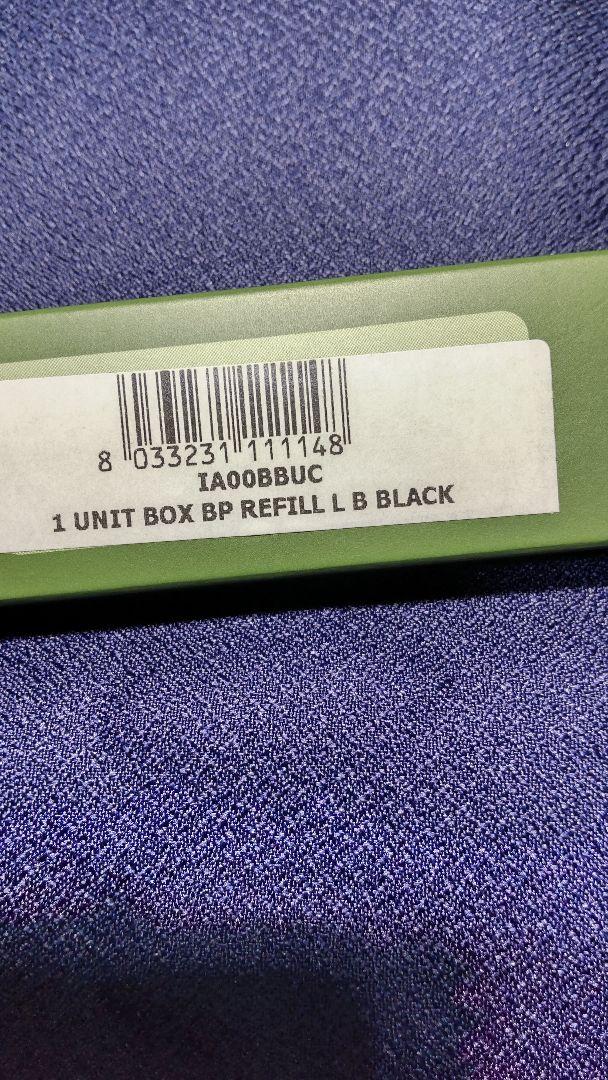 8 033231 111148
IA00BBUC
1 UNIT BOX BP REFILL L B BLACK